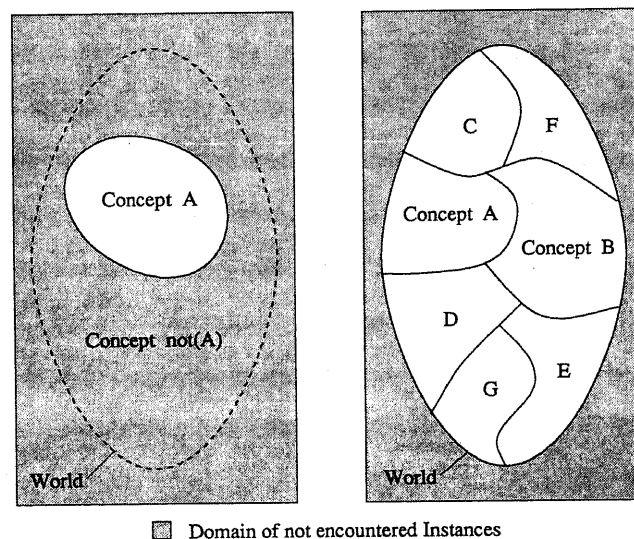 Concept A
Concept not(A)
World
C
F
Concept A
Concept B
D
E
G
World
Domain of not encountered Instances